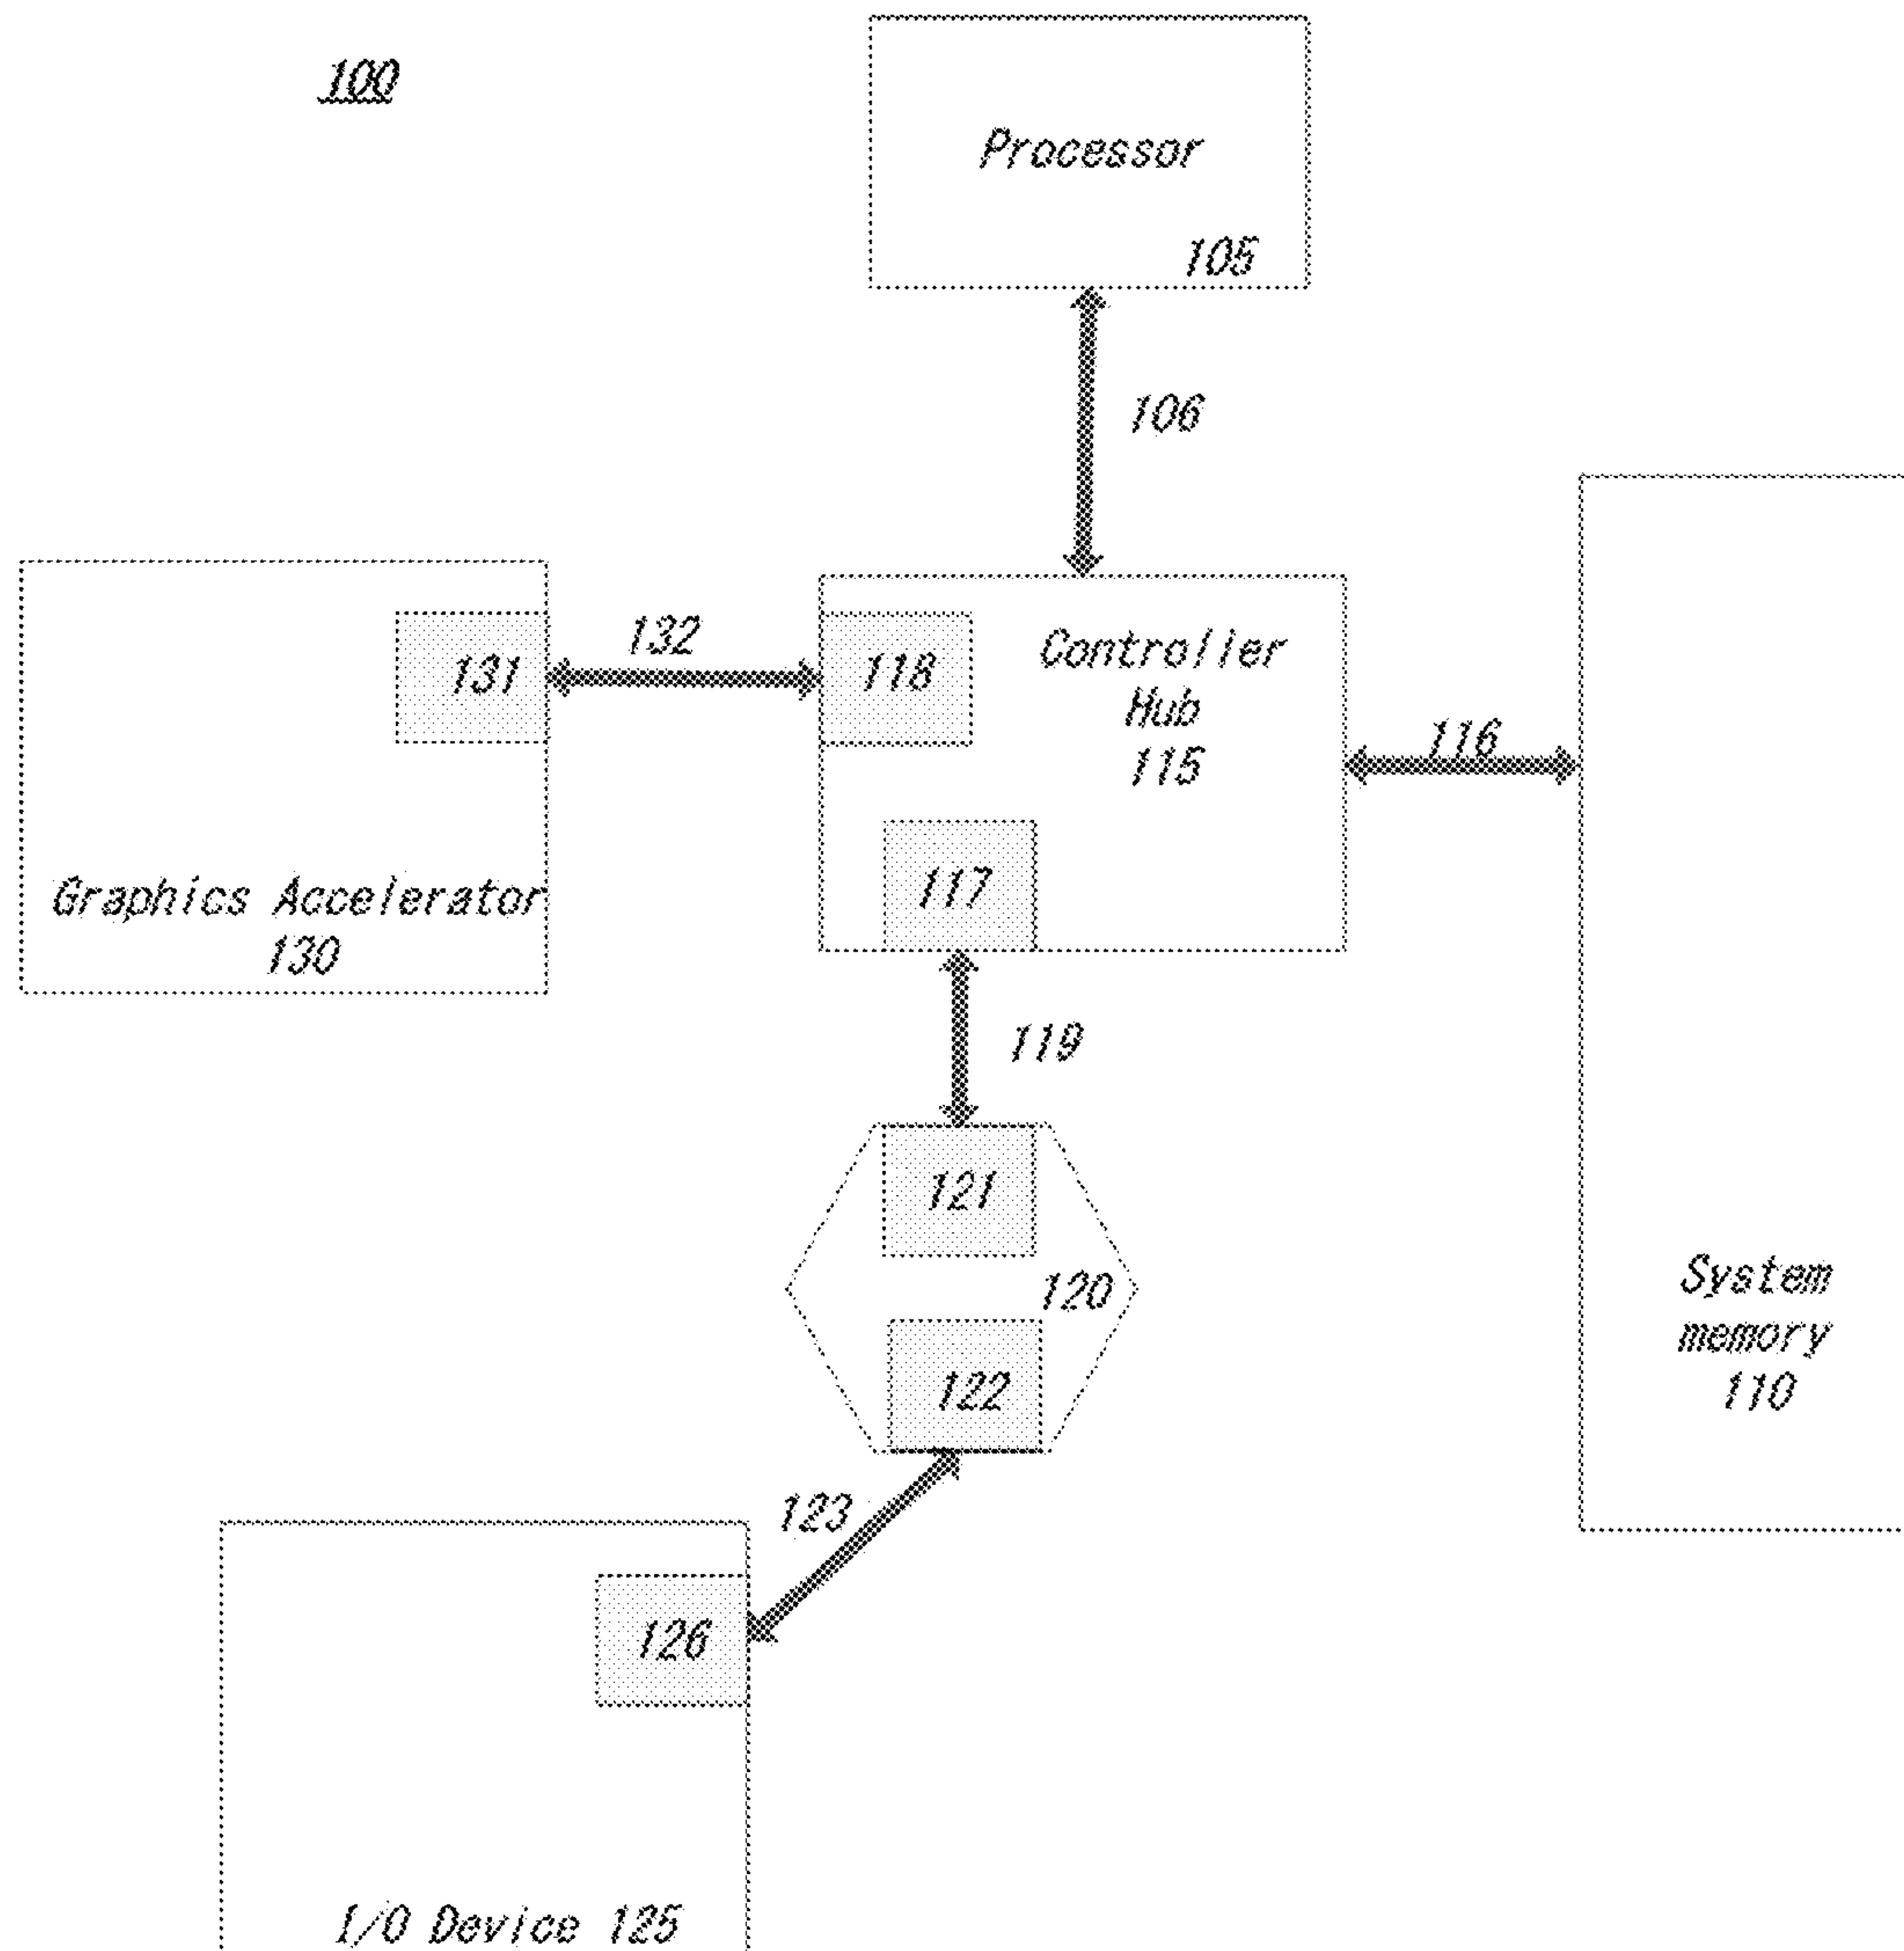 100
Processor
105
106
132
131
118
Controller
Hub
115
116
117
Graphics Accelerator
130
119
121
120
122
System
memory
110
123
126
I/O Device 125